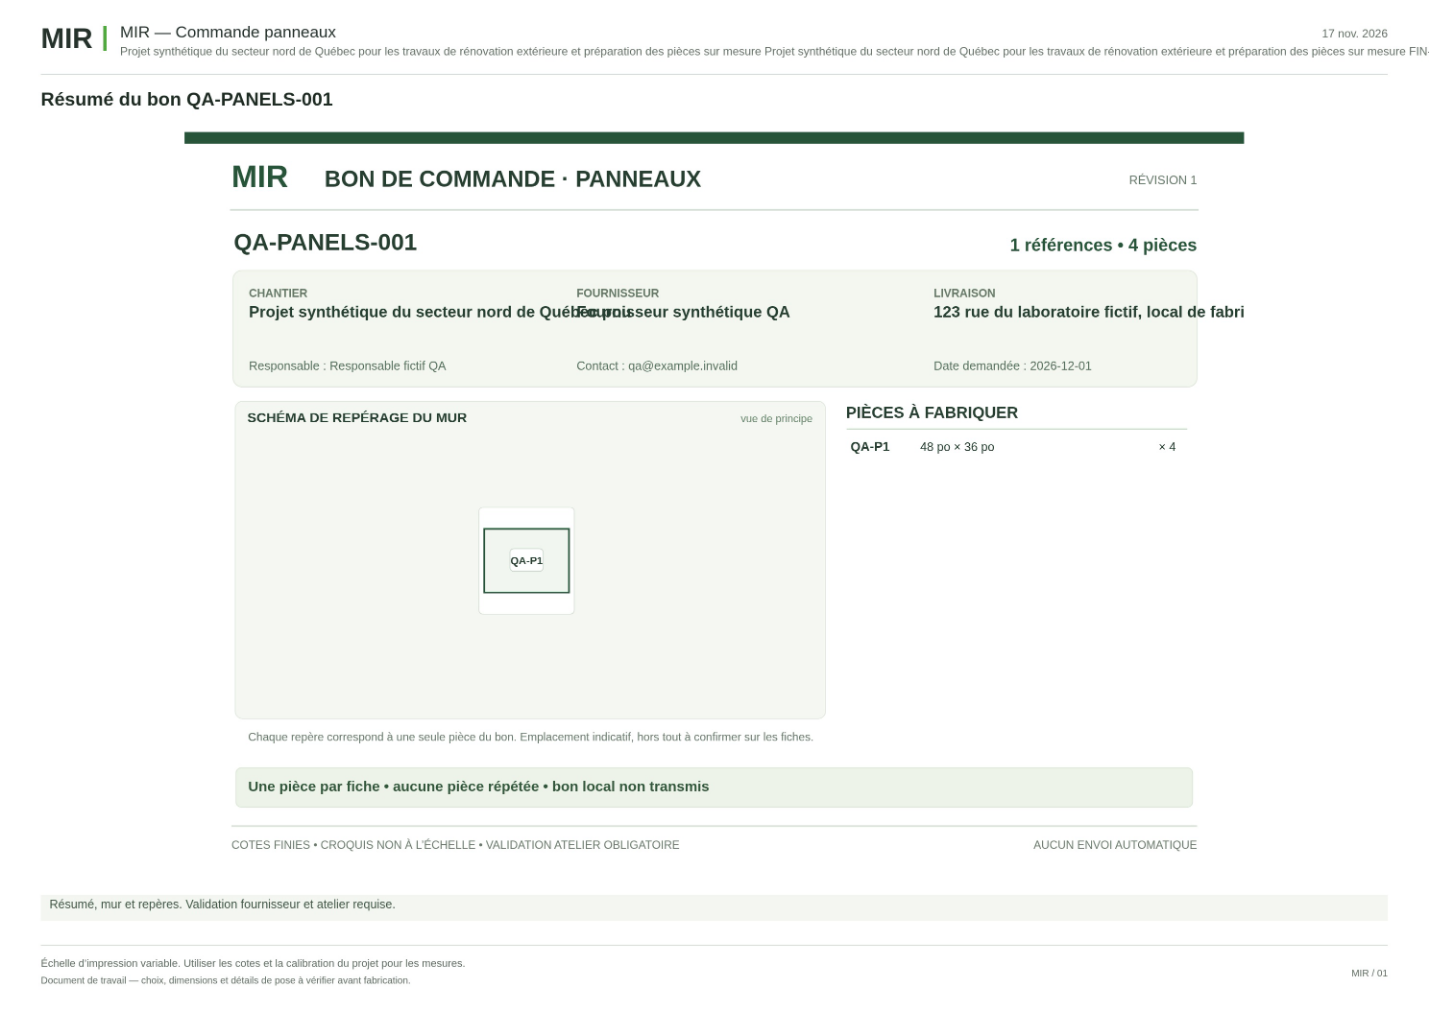 MIR
MIR — Commande panneaux
17 nov. 2026
Projet synthétique du secteur nord de Québec pour les travaux de rénovation extérieure et préparation des pièces sur mesure Projet synthétique du secteur nord de Québec pour les travaux de rénovation extérieure et préparation des pièces sur mesure FIN-
Résumé du bon QA-PANELS-001
MIR BON DE COMMANDE · PANNEAUX
RÉVISION 1
QA-PANELS-001
1 références • 4 pièces
CHANTIER
Projet synthétique du secteur nord de Québec pour
Responsable : Responsable fictif QA
FOURNISSEUR
Fournisseur synthétique QA
Contact : qa@example.invalid
LIVRAISON
123 rue du laboratoire fictif, local de fabri
Date demandée : 2026-12-01
SCHÉMA DE REPÉRAGE DU MUR
vue de principe
QA-P1
Chaque repère correspond à une seule pièce du bon. Emplacement indicatif, hors tout à confirmer sur les fiches.
PIÈCES À FABRIQUER
QA-P1 48 po × 36 po × 4
Une pièce par fiche • aucune pièce répétée • bon local non transmis
COTES FINIES • CROQUIS NON À L'ÉCHELLE • VALIDATION ATELIER OBLIGATOIRE
AUCUN ENVOI AUTOMATIQUE
Résumé, mur et repères. Validation fournisseur et atelier requise.
Échelle d'impression variable. Utiliser les cotes et la calibration du projet pour les mesures.
Document de travail — choix, dimensions et détails de pose à vérifier avant fabrication.
MIR / 01